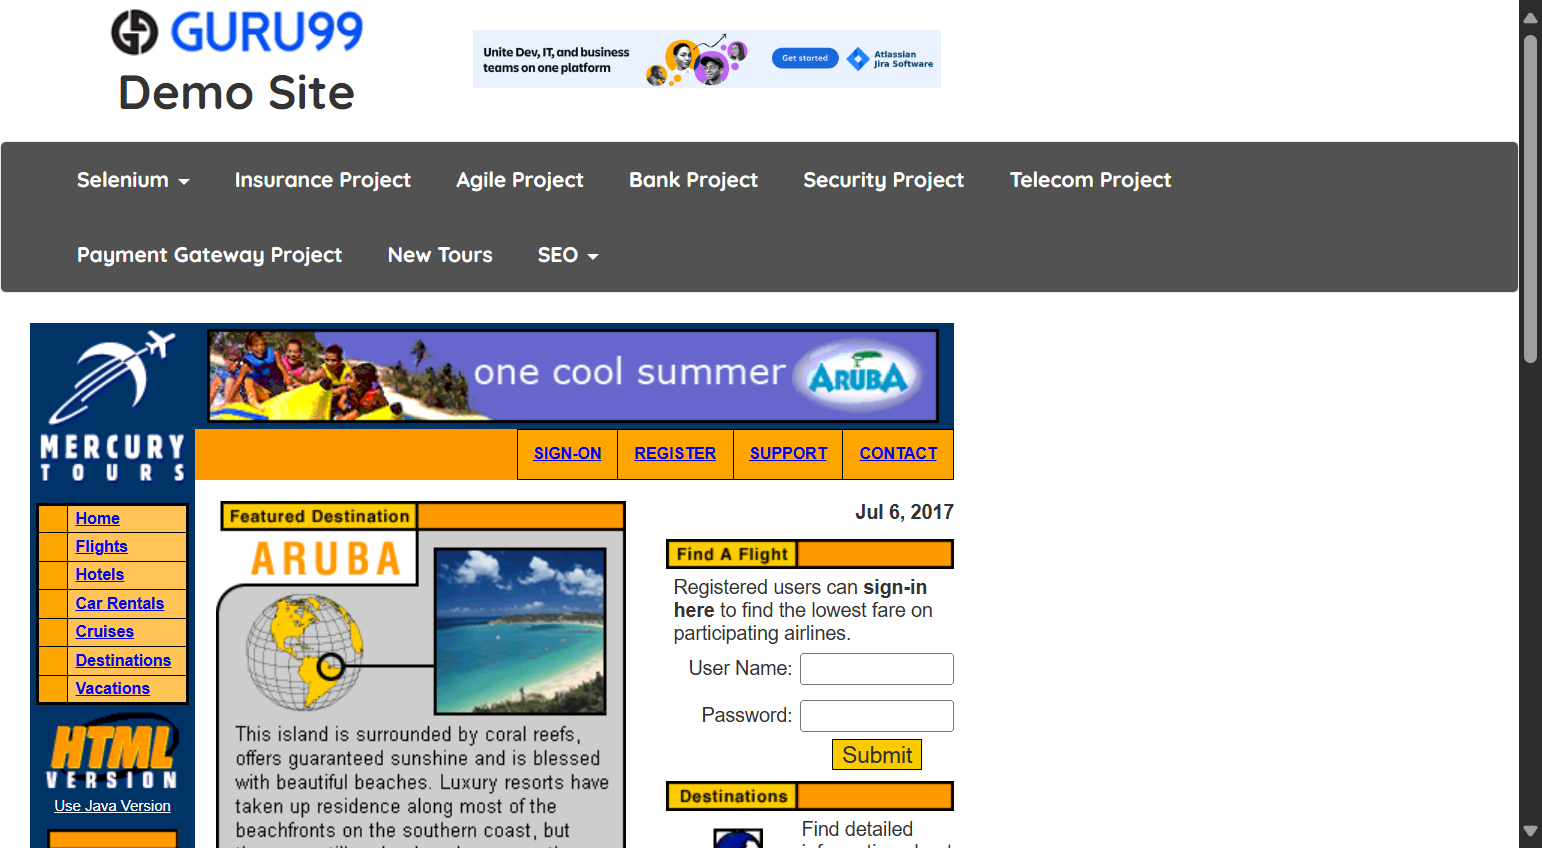 GURU99
Demo Site
Unite Dev, IT, and business
teams on one platform
Get started
Atlassian
Jira Software
Selenium
Insurance Project
Agile Project
Bank Project
Security Project
Telecom Project
Payment Gateway Project
New Tours
SEO
MERCURY
TOURS
one cool summer
ARUBA
SIGN-ON
REGISTER
SUPPORT
CONTACT
Home
Flights
Hotels
Car Rentals
Cruises
Destinations
Vacations
HTML
VERSION
Use Java Version
Featured Destination
ARUBA
This island is surrounded by coral reefs,
offers guaranteed sunshine and is blessed
with beautiful beaches. Luxury resorts have
taken up residence along most of the
beachfronts on the southern coast, but
Jul 6, 2017
Find A Flight
Registered users can sign-in
here to find the lowest fare on
participating airlines.
User Name:
Password:
Submit
Destinations
Find detailed